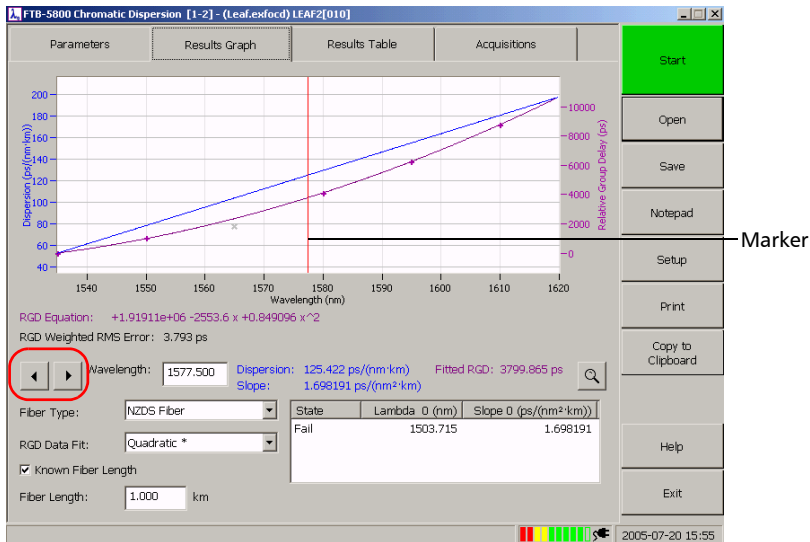 FTB-5800 Chromatic Dispersion [1-2] - (Leaf.exfocd) LEAF2[010]
Parameters Results Graph Results Table Acquisitions
Start
Open
Save
Notepad
Setup
Print
Copy to
Clipboard
Help
Exit
Marker
Dispersion (ps/(nm·km))
200
180
160
140
120
100
80
60
40
Relative Group Delay (ps)
10000
8000
6000
4000
2000
0
1540 1550 1560 1570 1580 1590 1600 1610 1620
Wavelength (nm)
RGD Equation: +1.91911e+06 -2553.6 x +0.849096 x^2
RGD Weighted RMS Error: 3.793 ps
Wavelength: 1577.500 Dispersion: 125.422 ps/(nm·km) Fitted RGD: 3799.865 ps
Slope: 1.698191 ps/(nm²·km)
Fiber Type: NZDS Fiber
RGD Data Fit: Quadratic *
Known Fiber Length
Fiber Length: 1.000 km
State Lambda 0 (nm) Slope 0 (ps/(nm²·km))
Fail 1503.715 1.698191
2005-07-20 15:55